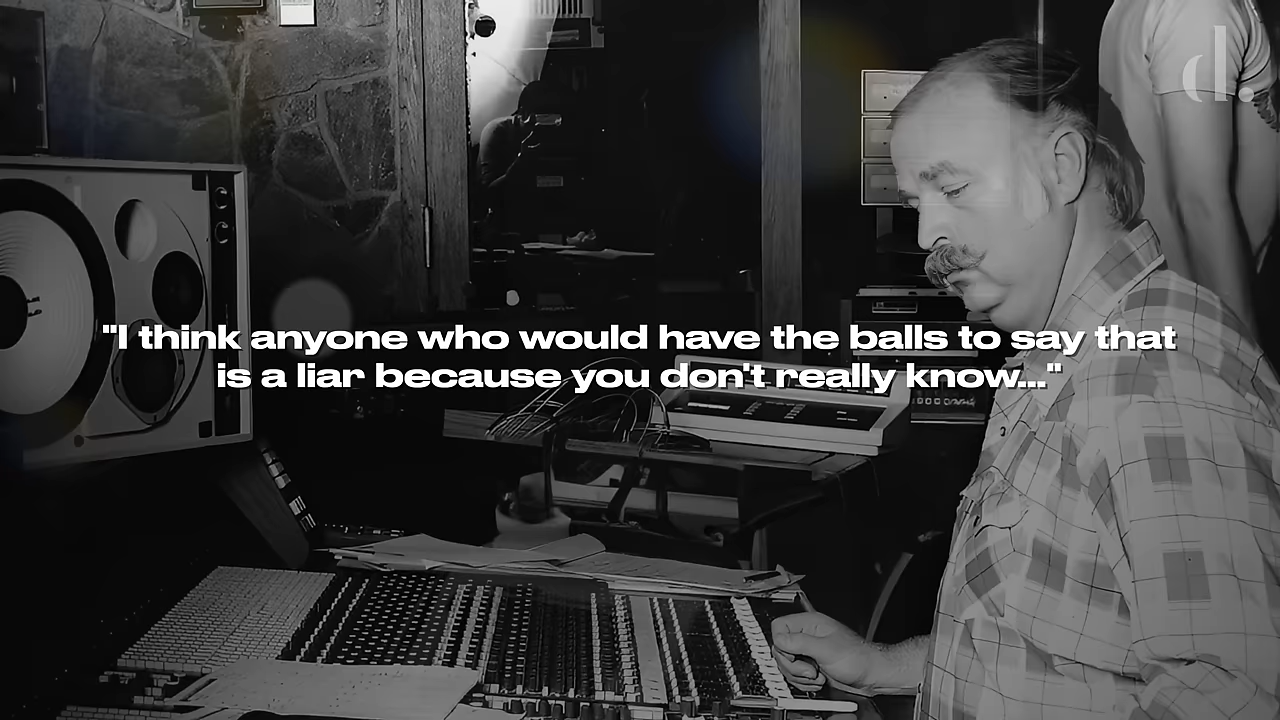 d.
"I think anyone who would have the balls to say that
is a liar because you don't really know..."